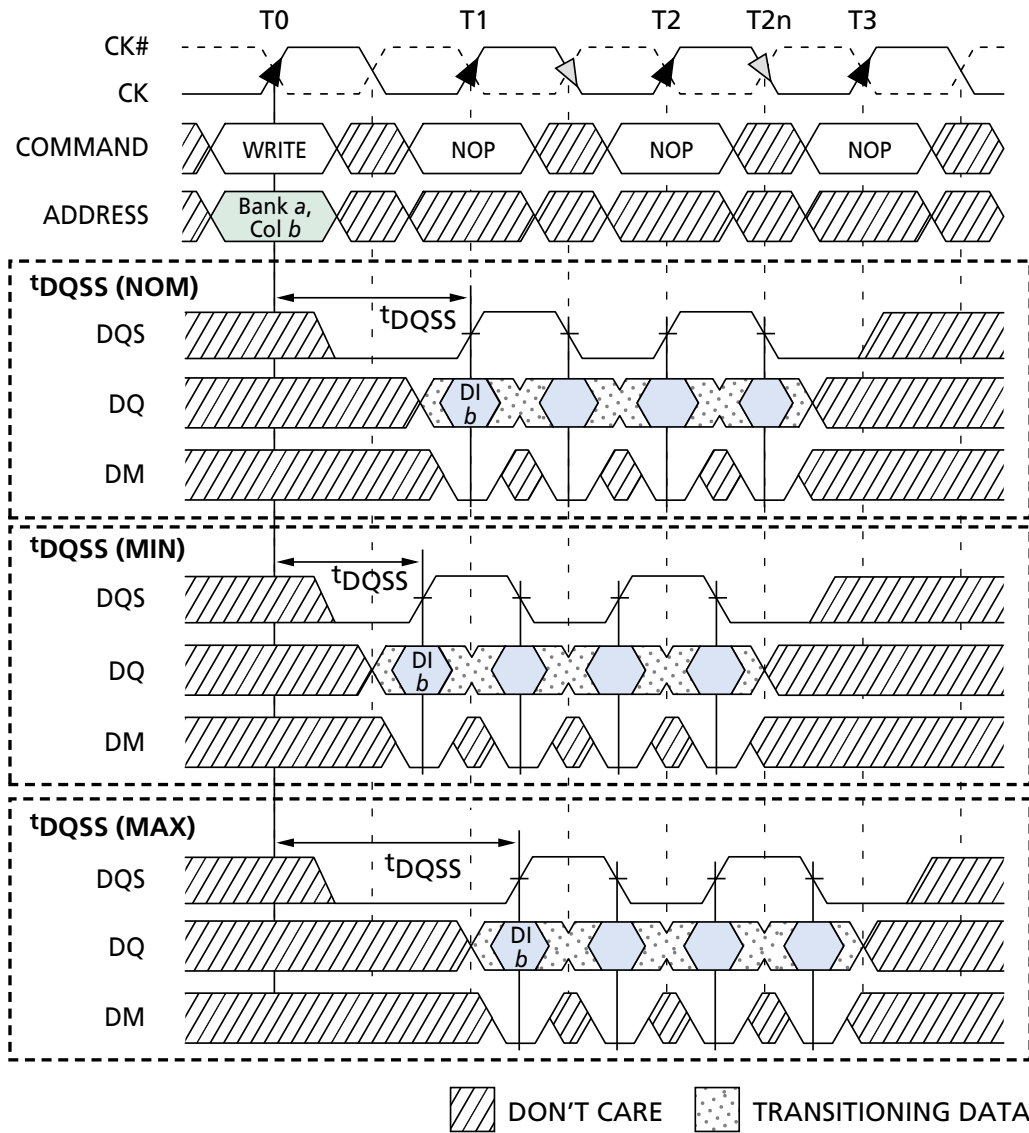 T0 T1 T2 T2n T3
CK#
CK
COMMAND WRITE NOP NOP NOP
ADDRESS Bank a,
Col b
tDQSS (NOM)
tDQSS
DQS
DQ DI
b
DM
tDQSS (MIN)
tDQSS
DQS
DQ DI
b
DM
tDQSS (MAX)
tDQSS
DQS
DQ DI
b
DM
DON'T CARE TRANSITIONING DATA